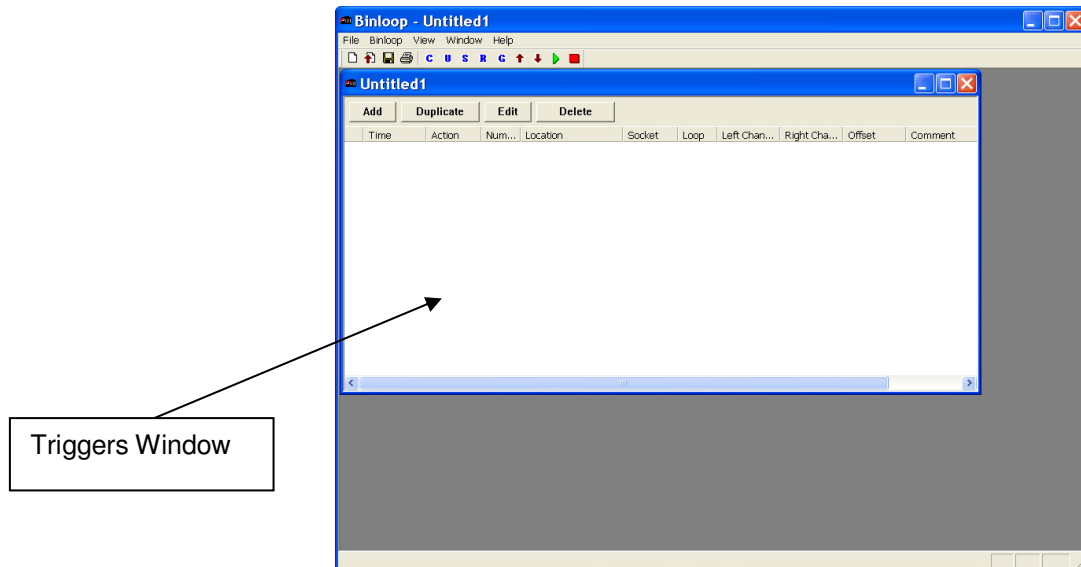 Binloop - Untitled1
File Binloop View Window Help
C U S R G
Untitled1
Add Duplicate Edit Delete
Time Action Num... Location Socket Loop Left Chan... Right Cha... Offset Comment
Triggers Window